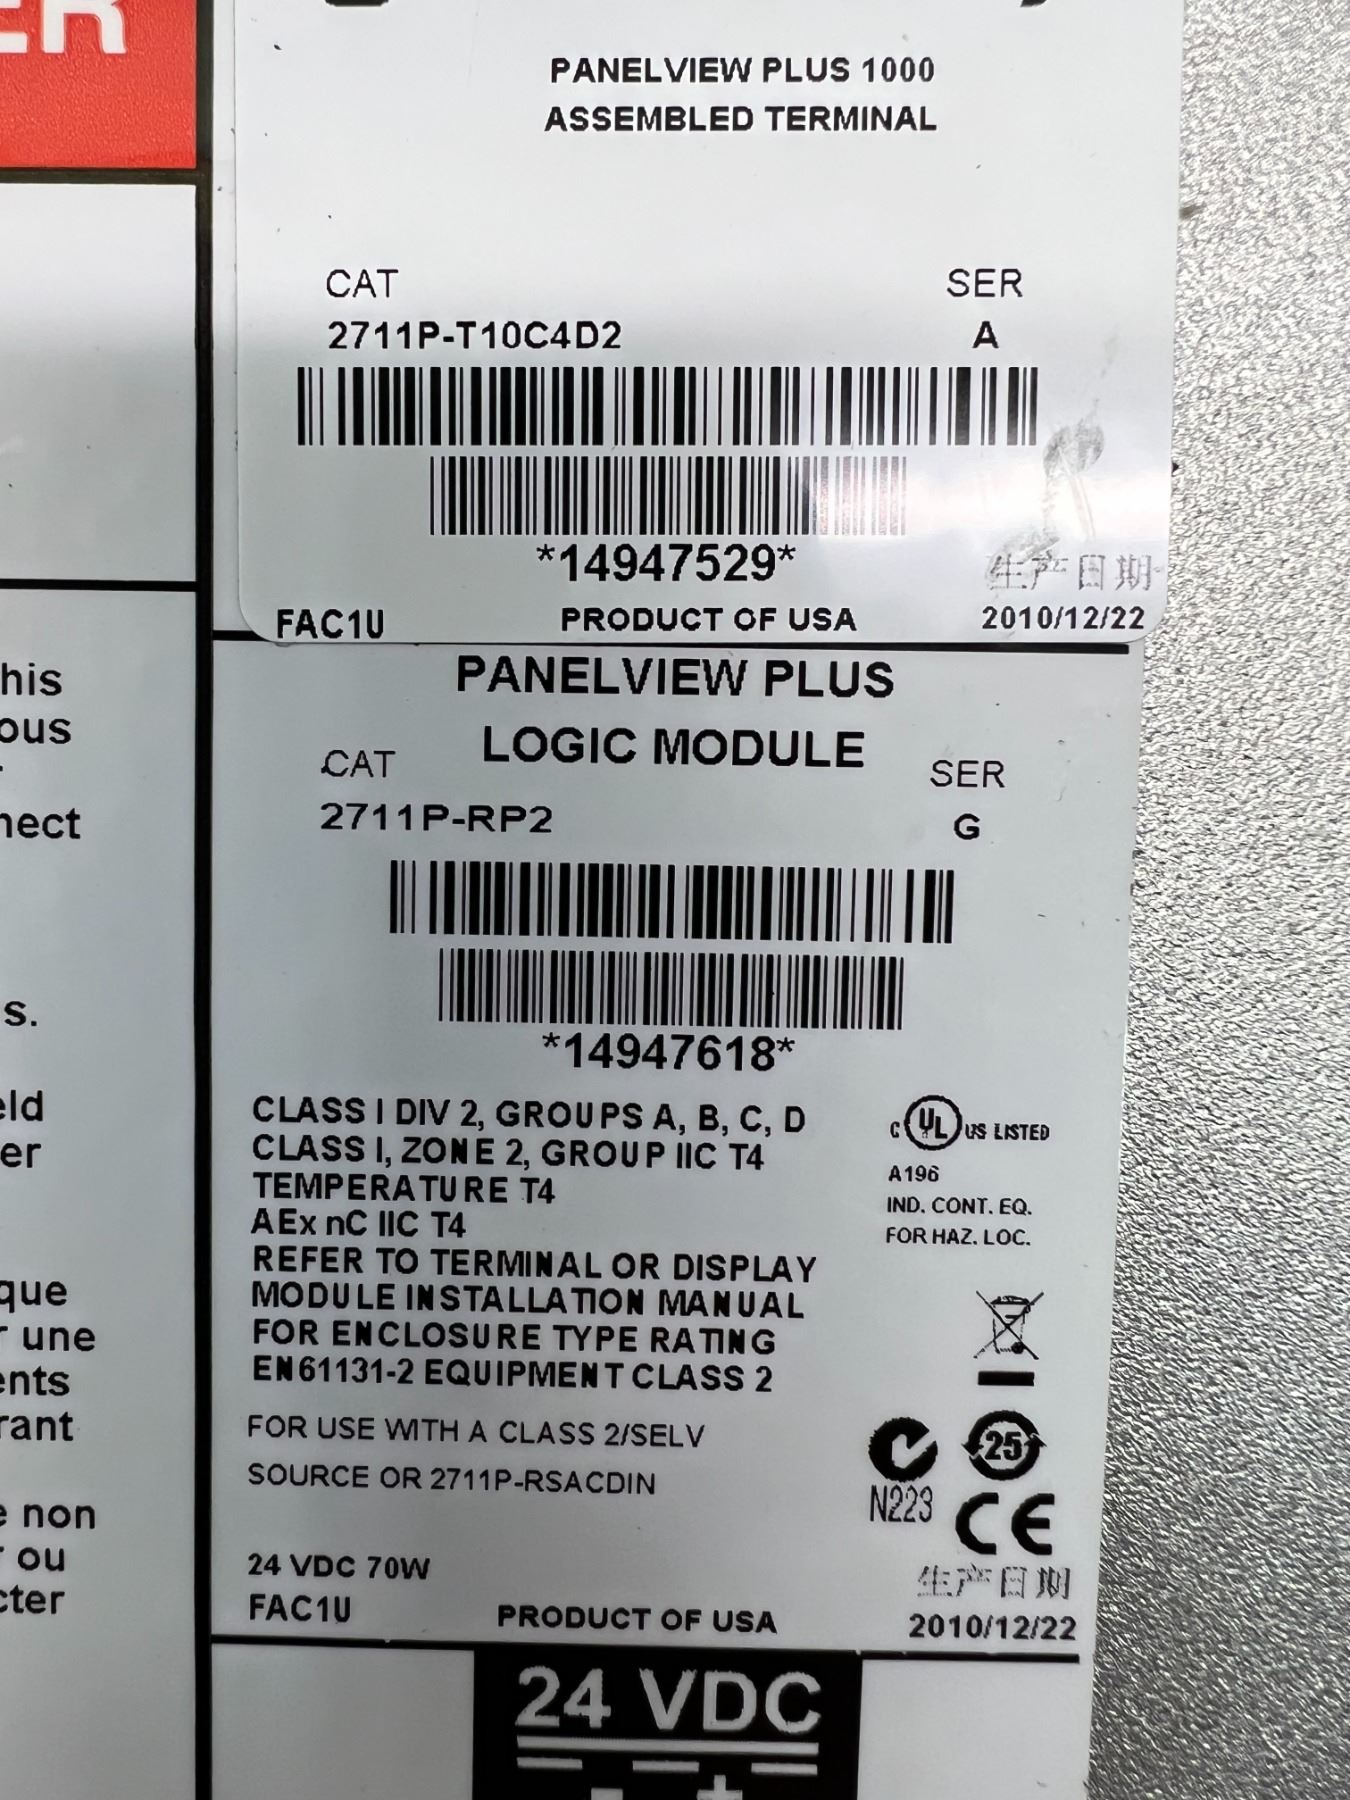 ER
PANELVIEW PLUS 1000
ASSEMBLED TERMINAL
CAT
SER
2711P-T10C4D2
A
*14947529*
生产日期
FAC1U
PRODUCT OF USA
2010/12/22
PANELVIEW PLUS
LOGIC MODULE
CAT
SER
2711P-RP2
G
*14947618*
CLASS I DIV 2, GROUPS A, B, C, D
CLASS I, ZONE 2, GROUP IIC T4
TEMPERATURE T4
AEx nC IIC T4
REFER TO TERMINAL OR DISPLAY
MODULE INSTALLATION MANUAL
FOR ENCLOSURE TYPE RATING
EN61131-2 EQUIPMENT CLASS 2
C UL US LISTED
A196
IND. CONT. EQ.
FOR HAZ. LOC.
FOR USE WITH A CLASS 2/SELV
SOURCE OR 2711P-RSACDIN
25
N223
CE
24 VDC 70W
生产日期
FAC1U
PRODUCT OF USA
2010/12/22
24 VDC
- +
his
ous
nect
s.
eld
er
que
r une
ents
rant
e non
r ou
cter